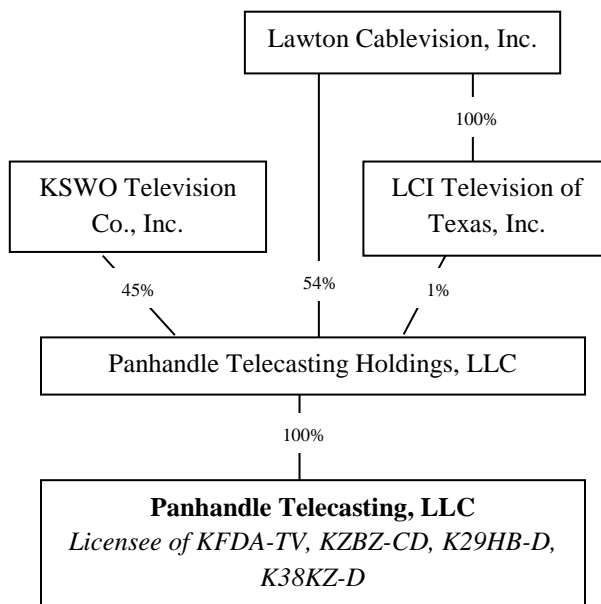 Lawton Cablevision, Inc.
100%
KSWO Television
Co., Inc.
LCI Television of
Texas, Inc.
45%
54%
1%
Panhandle Telecasting Holdings, LLC
100%
Panhandle Telecasting, LLC
Licensee of KFDA-TV, KZBZ-CD, K29HB-D,
K38KZ-D